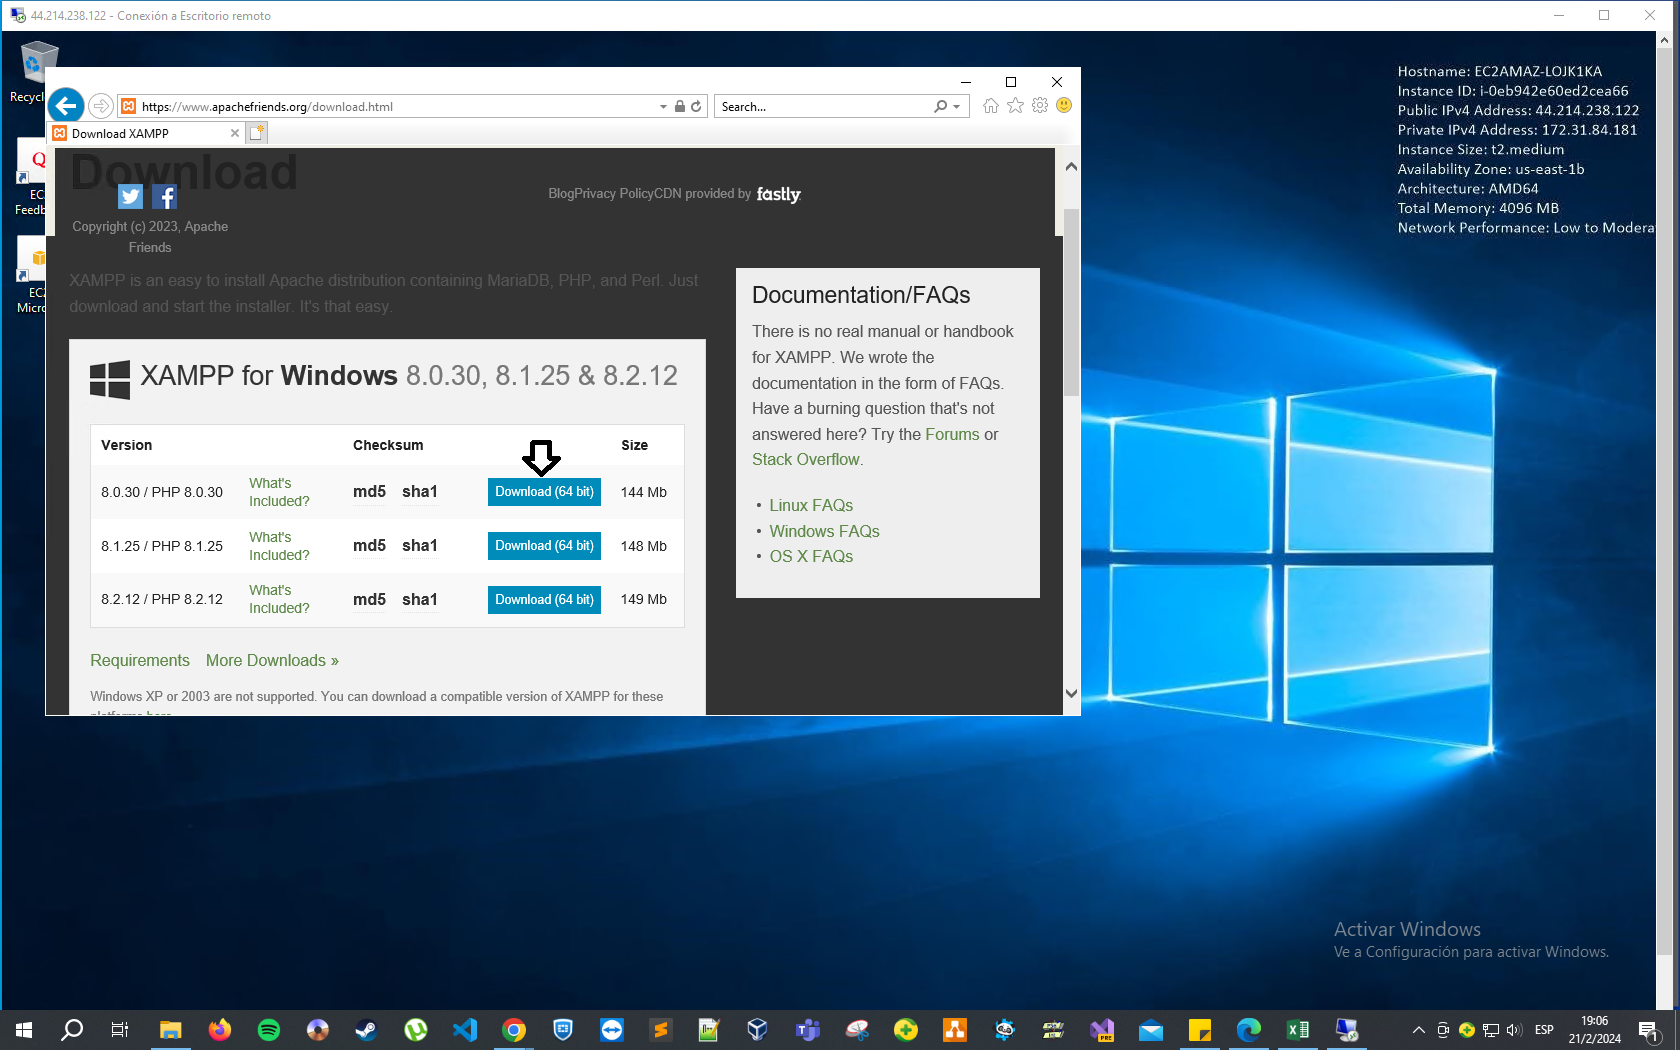 44.214.238.122 - Conexión a Escritorio remoto
Hostname: EC2AMAZ-LOJK1KA
Instance ID: i-0eb942e60ed2cea66
Public IPv4 Address: 44.214.238.122
Private IPv4 Address: 172.31.84.181
Instance Size: t2.medium
Availability Zone: us-east-1b
Architecture: AMD64
Total Memory: 4096 MB
Network Performance: Low to Modera
https://www.apachefriends.org/download.html
Search...
Download XAMPP
Download
BlogPrivacy PolicyCDN provided by fastly
Copyright (c) 2023, Apache
Friends
XAMPP is an easy to install Apache distribution containing MariaDB, PHP, and Perl. Just
download and start the installer. It's that easy.
XAMPP for Windows 8.0.30, 8.1.25 & 8.2.12
Version Checksum Size
8.0.30 / PHP 8.0.30 What's Included? md5 sha1 Download (64 bit) 144 Mb
8.1.25 / PHP 8.1.25 What's Included? md5 sha1 Download (64 bit) 148 Mb
8.2.12 / PHP 8.2.12 What's Included? md5 sha1 Download (64 bit) 149 Mb
Requirements More Downloads »
Windows XP or 2003 are not supported. You can download a compatible version of XAMPP for these
Documentation/FAQs
There is no real manual or handbook
for XAMPP. We wrote the
documentation in the form of FAQs.
Have a burning question that's not
answered here? Try the Forums or
Stack Overflow.
• Linux FAQs
• Windows FAQs
• OS X FAQs
Recycl
EC
Feedb
EC2
Micro
Activar Windows
Ve a Configuración para activar Windows.
ESP
19:06
21/2/2024
1
PRE